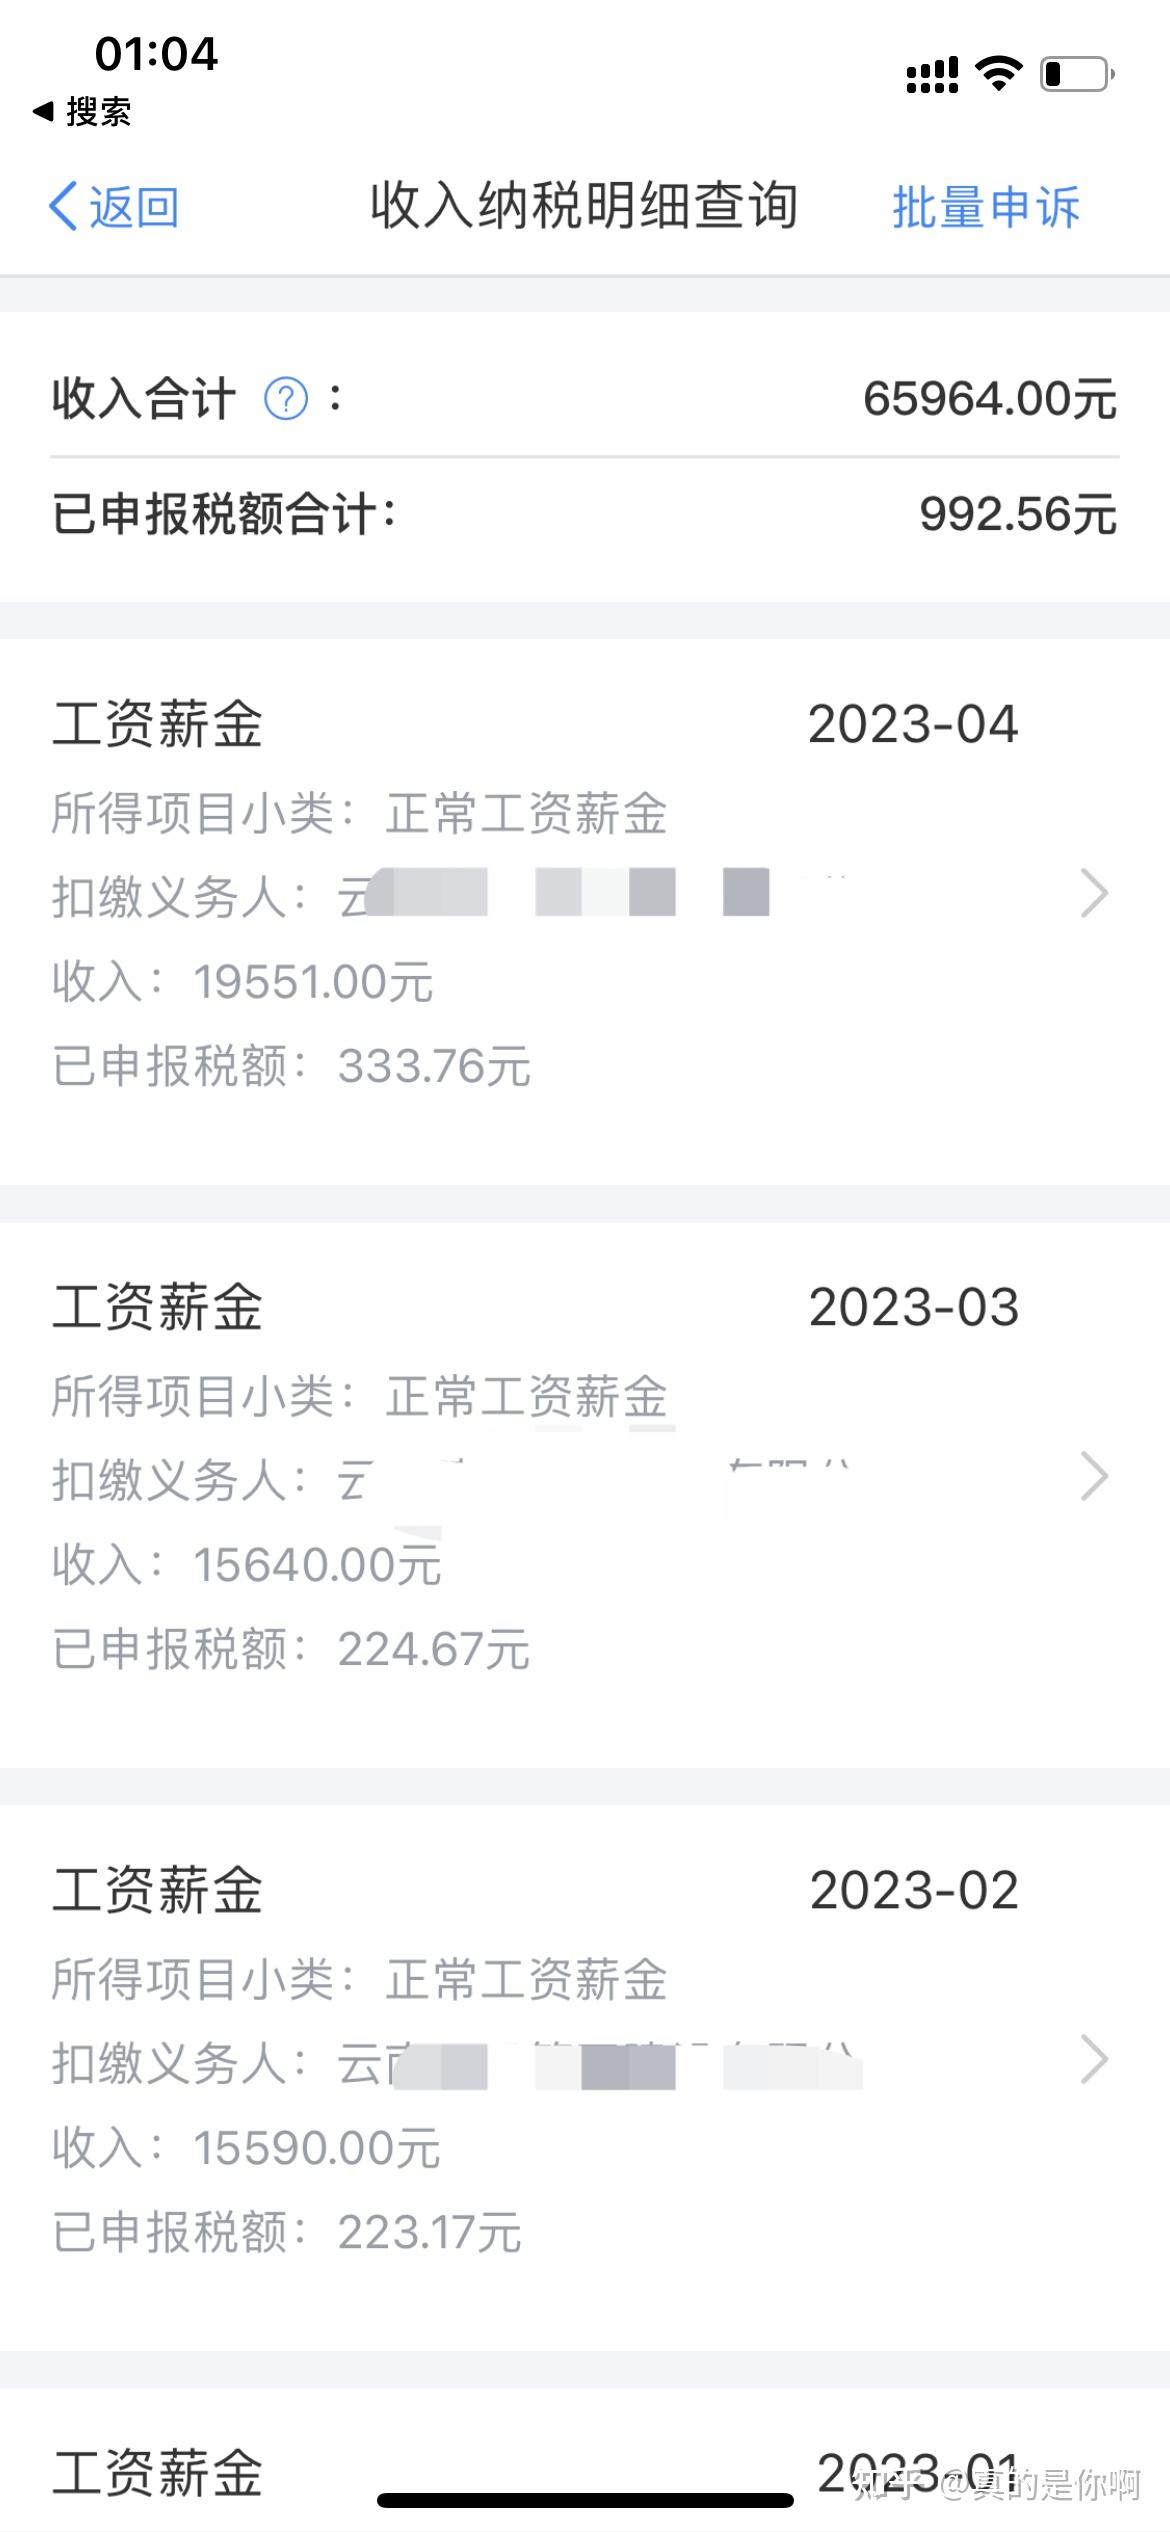 01:04
◀ 搜索
返回 收入纳税明细查询 批量申诉
收入合计 ? : 65964.00元
已申报税额合计: 992.56元
工资薪金 2023-04
所得项目小类: 正常工资薪金
扣缴义务人: 云
收入: 19551.00元
已申报税额: 333.76元
工资薪金 2023-03
所得项目小类: 正常工资薪金
扣缴义务人: 云
收入: 15640.00元
已申报税额: 224.67元
工资薪金 2023-02
所得项目小类: 正常工资薪金
扣缴义务人: 云
收入: 15590.00元
已申报税额: 223.17元
工资薪金 2023-01
知乎 @真的是你啊